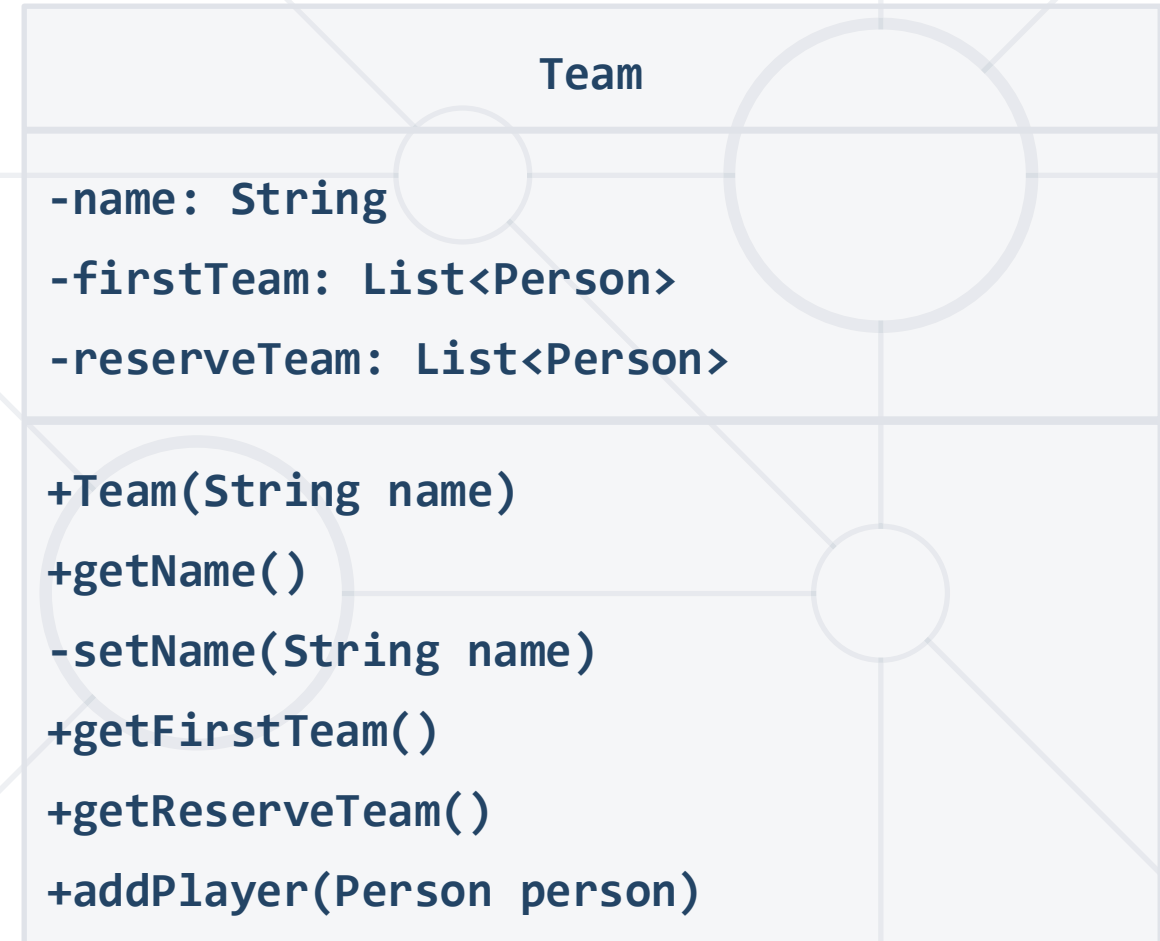 Team
-name: String
-firstTeam: List<Person>
-reserveTeam: List<Person>
+Team(String name)
+getName()
-setName(String name)
+getFirstTeam()
+getReserveTeam()
+addPlayer(Person person)